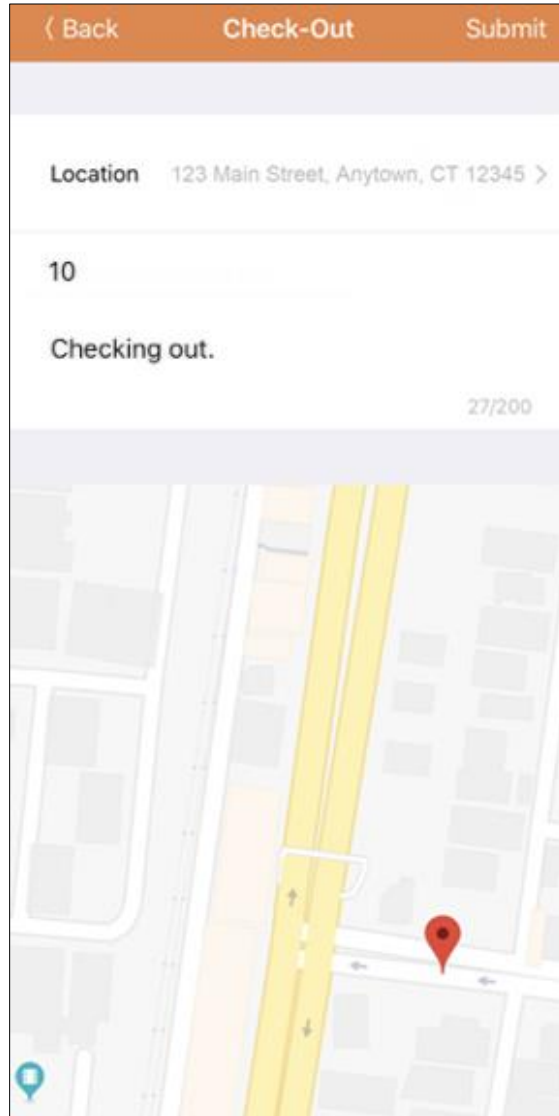 Back Check-Out Submit
Location 123 Main Street, Anytown, CT 12345
10
Checking out.
27/200